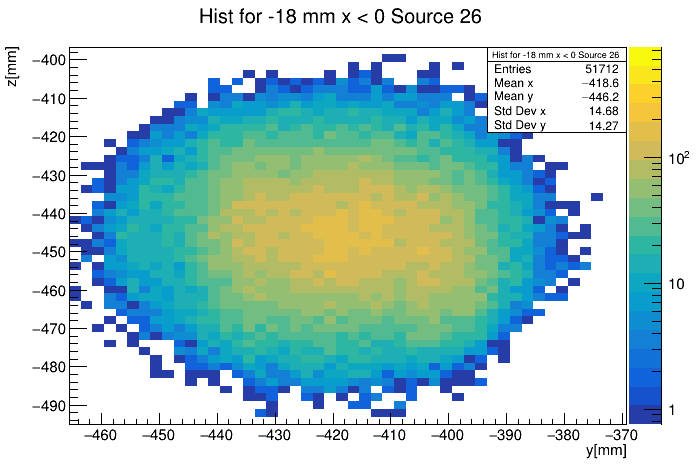 Hist for -18 mm x < 0 Source 26
z[mm]
−400
−410
−420
−430
−440
−450
−460
−470
−480
−490
Hist for -18 mm x < 0 Source 26
Entries 51712
Mean x −418.6
Mean y −446.2
Std Dev x 14.68
Std Dev y 14.27
10²
10
1
−460 −450 −440 −430 −420 −410 −400 −390 −380 −370
y[mm]